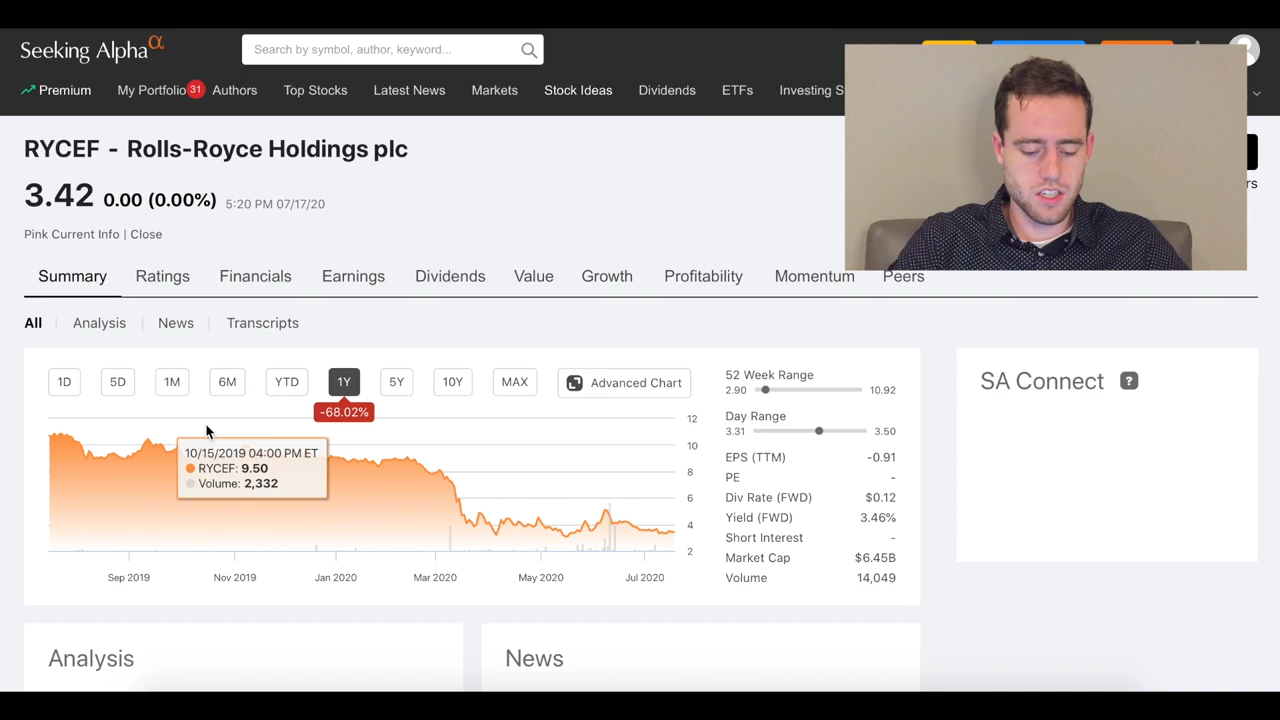 Seeking Alpha α
Search by symbol, author, keyword...
Premium My Portfolio 31 Authors Top Stocks Latest News Markets Stock Ideas Dividends ETFs Investing S
RYCEF - Rolls-Royce Holdings plc
rs
3.42 0.00 (0.00%) 5:20 PM 07/17/20
Pink Current Info | Close
Summary Ratings Financials Earnings Dividends Value Growth Profitability Momentum Peers
All Analysis News Transcripts
1D 5D 1M 6M YTD 1Y 5Y 10Y MAX Advanced Chart
-68.02%
12
10
8
6
4
2
10/15/2019 04:00 PM ET
RYCEF: 9.50
Volume: 2,332
Sep 2019 Nov 2019 Jan 2020 Mar 2020 May 2020 Jul 2020
52 Week Range
2.90 10.92
Day Range
3.31 3.50
EPS (TTM) -0.91
PE -
Div Rate (FWD) $0.12
Yield (FWD) 3.46%
Short Interest -
Market Cap $6.45B
Volume 14,049
SA Connect ?
Analysis
News